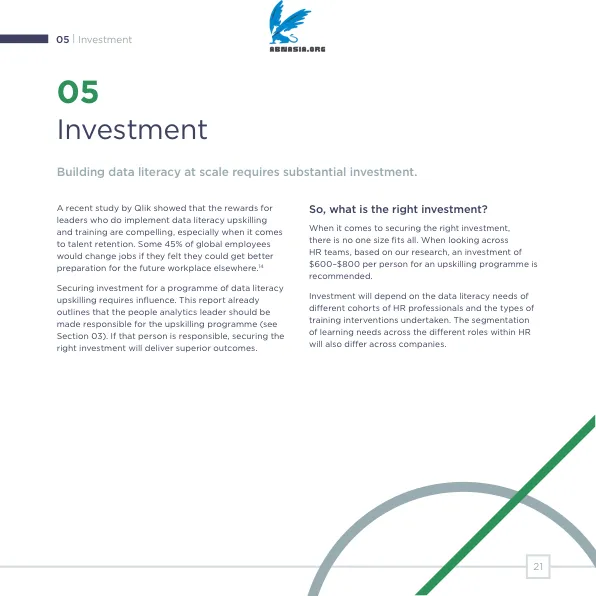 05 | Investment
ABNASIA.ORG
05
Investment
Building data literacy at scale requires substantial investment.
A recent study by Qlik showed that the rewards for
leaders who do implement data literacy upskilling
and training are compelling, especially when it comes
to talent retention. Some 45% of global employees
would change jobs if they felt they could get better
preparation for the future workplace elsewhere.¹⁴
Securing investment for a programme of data literacy
upskilling requires influence. This report already
outlines that the people analytics leader should be
made responsible for the upskilling programme (see
Section 03). If that person is responsible, securing the
right investment will deliver superior outcomes.
So, what is the right investment?
When it comes to securing the right investment,
there is no one size fits all. When looking across
HR teams, based on our research, an investment of
$600–$800 per person for an upskilling programme is
recommended.
Investment will depend on the data literacy needs of
different cohorts of HR professionals and the types of
training interventions undertaken. The segmentation
of learning needs across the different roles within HR
will also differ across companies.
21